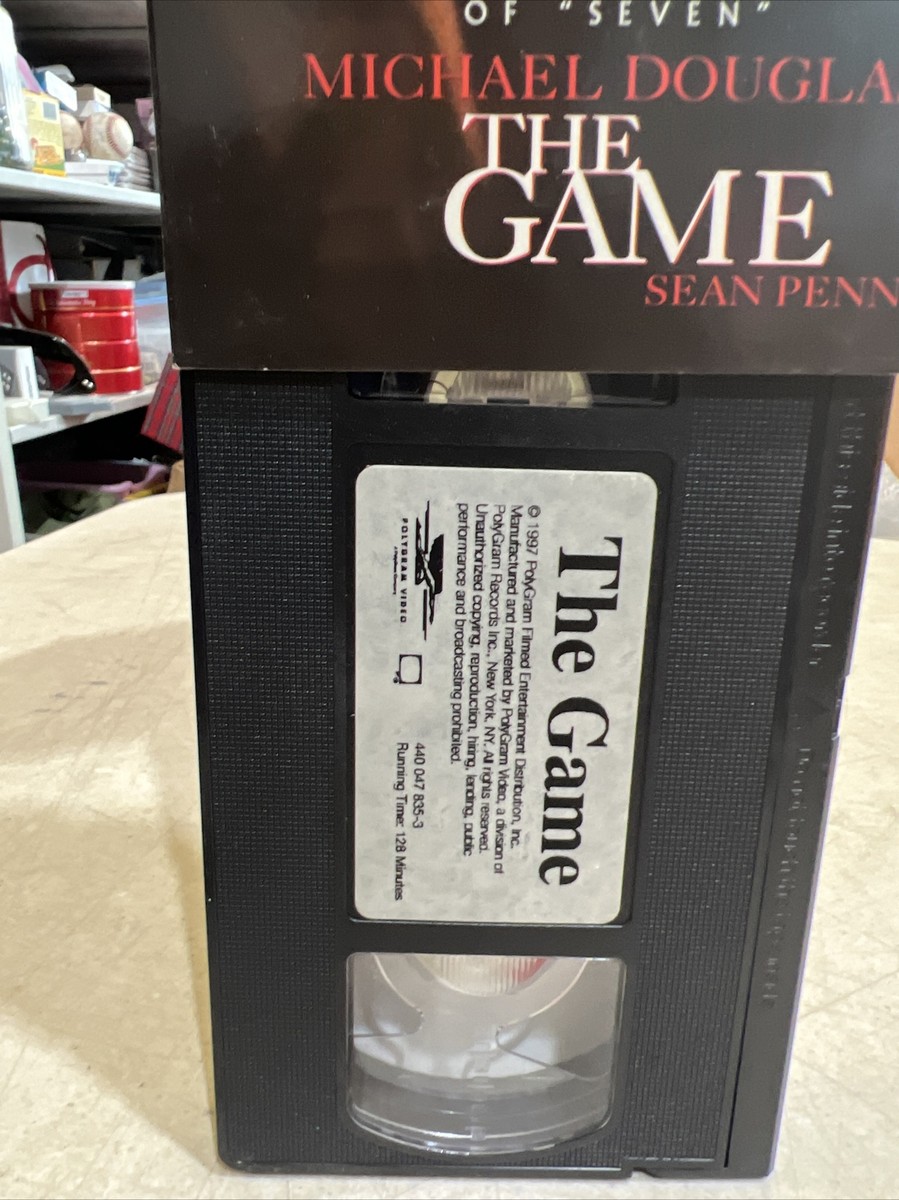 OF "SEVEN"
MICHAEL DOUGLA
THE
GAME
SEAN PENN
The Game
© 1997 PolyGram Filmed Entertainment Distribution, Inc.
Manufactured and marketed by PolyGram Video, a division of
PolyGram Records Inc., New York, NY. All rights reserved.
Unauthorized copying, reproduction, hiring, lending, public
performance and broadcasting prohibited.
POLYGRAM VIDEO
440 047 835-3
Running Time: 128 Minutes